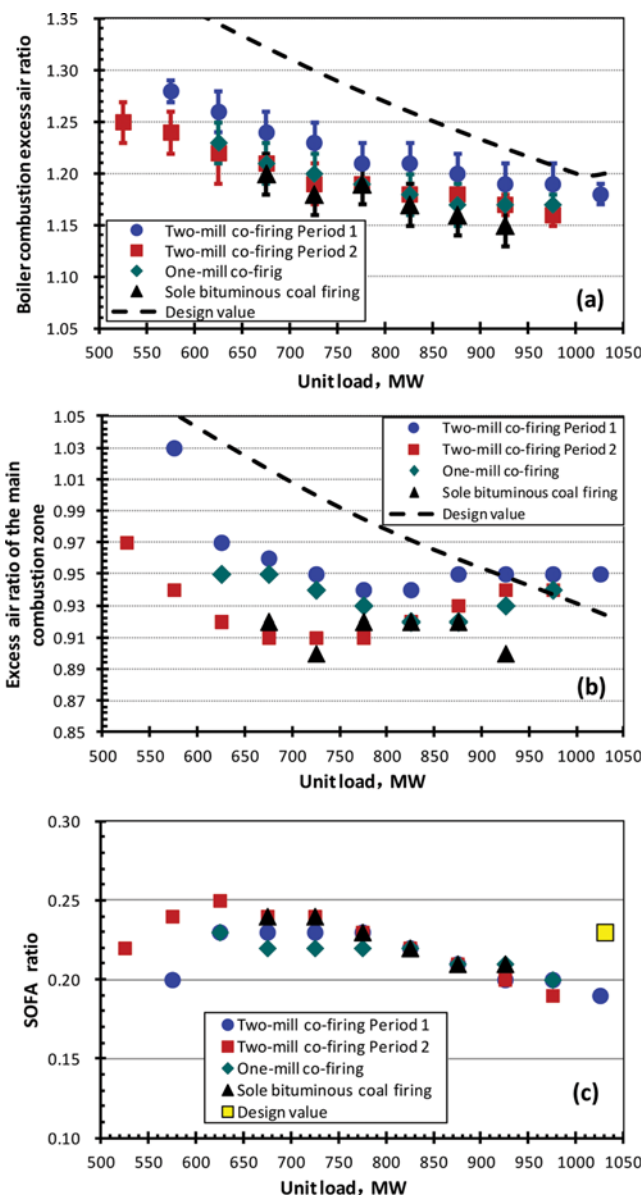 1.35
1.30
1.25
1.20
1.15
1.10
1.05
Boiler combustion excess air ratio
Two-mill co-firing Period 1
Two-mill co-firing Period 2
One-mill co-firig
Sole bituminous coal firing
Design value
(a)
500 550 600 650 700 750 800 850 900 950 1000 1050
Unit load, MW
1.05
1.03
1.01
0.99
0.97
0.95
0.93
0.91
0.89
0.87
0.85
Excess air ratio of the main
combustion zone
Two-mill co-firing Period 1
Two-mill co-firing Period 2
One-mill co-firing
Sole bituminous coal firing
Design value
(b)
500 550 600 650 700 750 800 850 900 950 1000 1050
Unit load, MW
0.30
0.25
0.20
0.15
0.10
SOFA ratio
Two-mill co-firing Period 1
Two-mill co-firing Period 2
One-mill co-firing
Sole bituminous coal firing
Design value
(c)
500 550 600 650 700 750 800 850 900 950 1000 1050
Unit load, MW